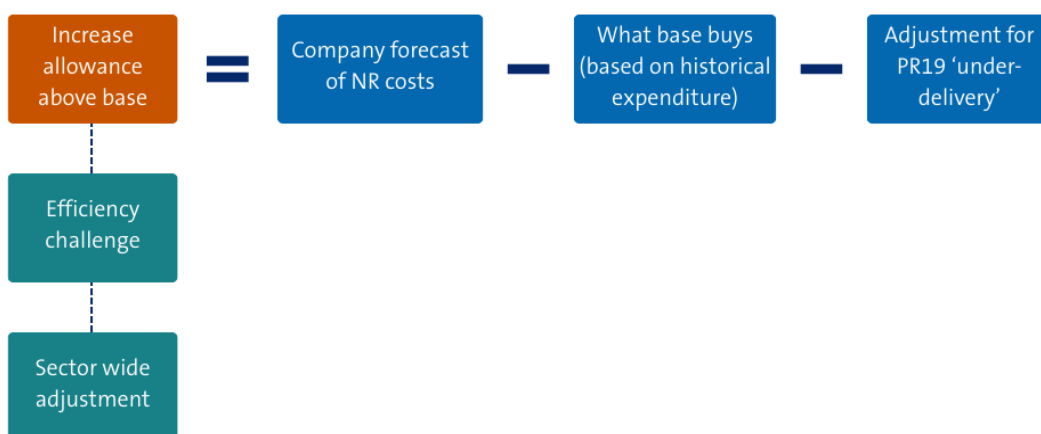 Increase
allowance
above base
=
Company forecast
of NR costs
–
What base buys
(based on historical
expenditure)
–
Adjustment for
PR19 ‘under-
delivery’
Efficiency
challenge
Sector wide
adjustment